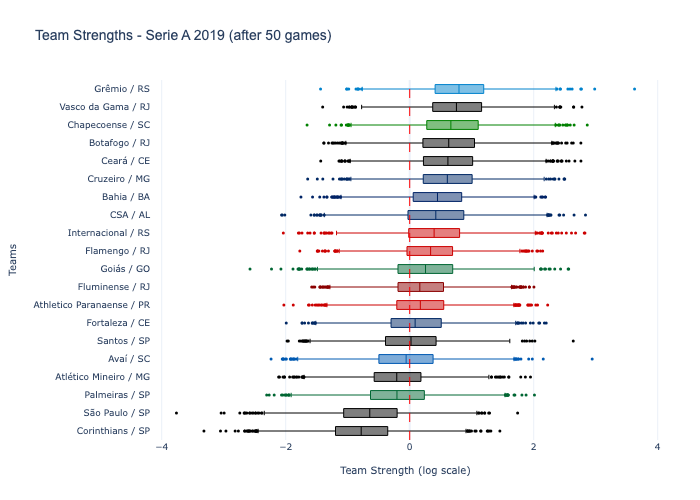 Team Strengths - Serie A 2019 (after 50 games)
Grêmio / RS
Vasco da Gama / RJ
Chapecoense / SC
Botafogo / RJ
Ceará / CE
Cruzeiro / MG
Bahia / BA
CSA / AL
Internacional / RS
Flamengo / RJ
Goiás / GO
Fluminense / RJ
Athletico Paranaense / PR
Fortaleza / CE
Santos / SP
Avaí / SC
Atlético Mineiro / MG
Palmeiras / SP
São Paulo / SP
Corinthians / SP
Teams
−4 −2 0 2 4
Team Strength (log scale)